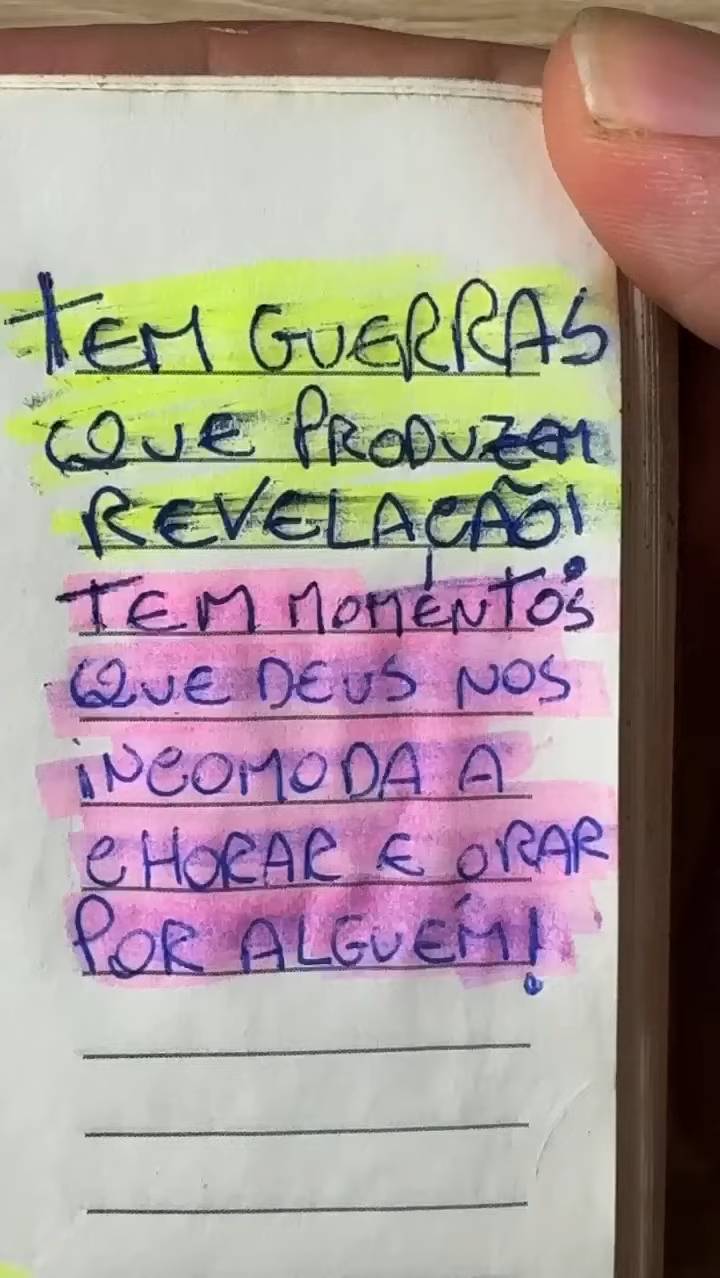 TEM GUERRAS
QUE PRODUZEM
REVELAÇÃO!
TEM MOMENTOS
QUE DEUS NOS
INCOMODA A
CHORAR E ORAR
POR ALGUÉM!